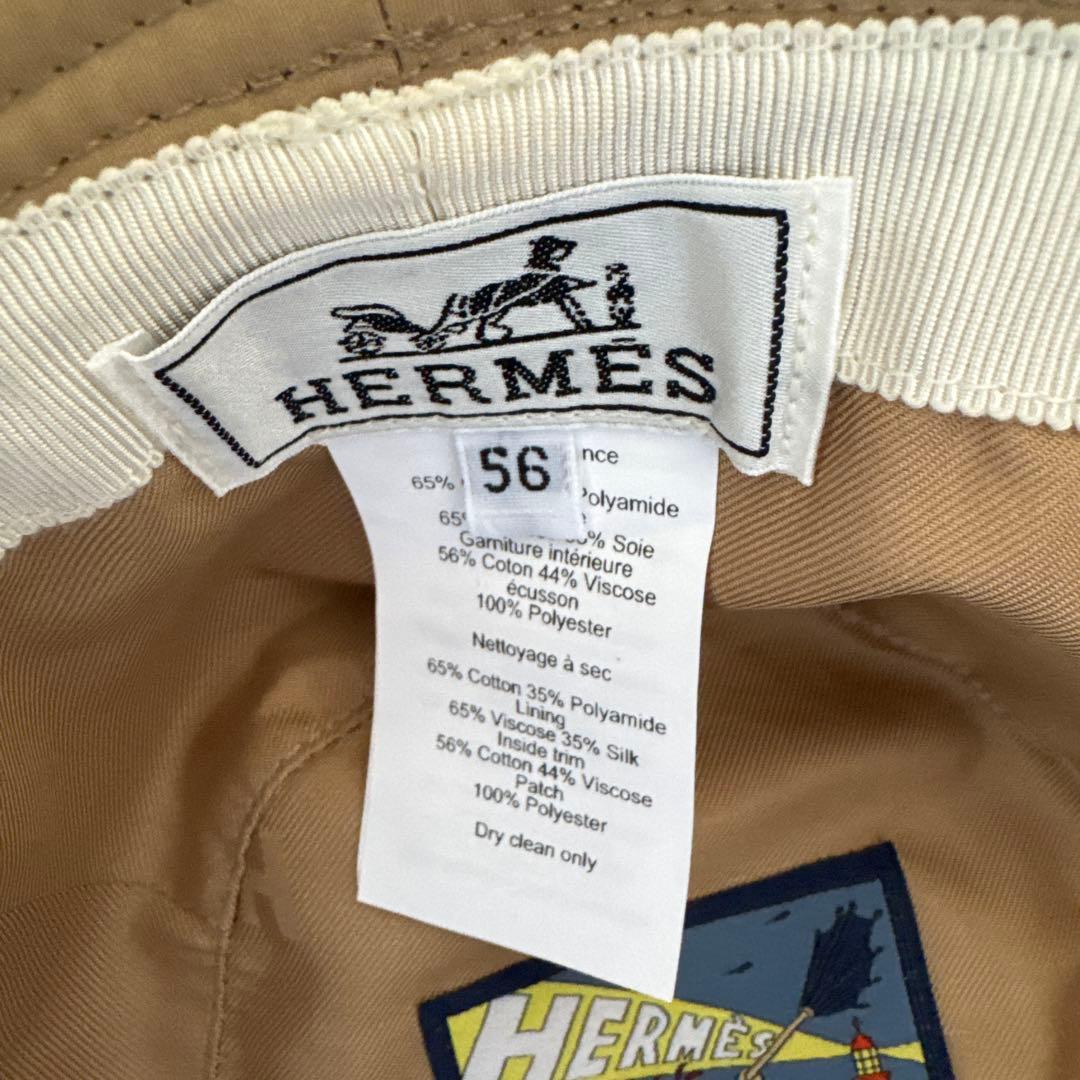 HERMÈS
56
nce
65% Polyamide
65% Soie
Garniture intérieure
56% Coton 44% Viscose
écusson
100% Polyester
Nettoyage à sec
65% Cotton 35% Polyamide
Lining
65% Viscose 35% Silk
Inside trim
56% Cotton 44% Viscose
Patch
100% Polyester
Dry clean only
HERMÈS